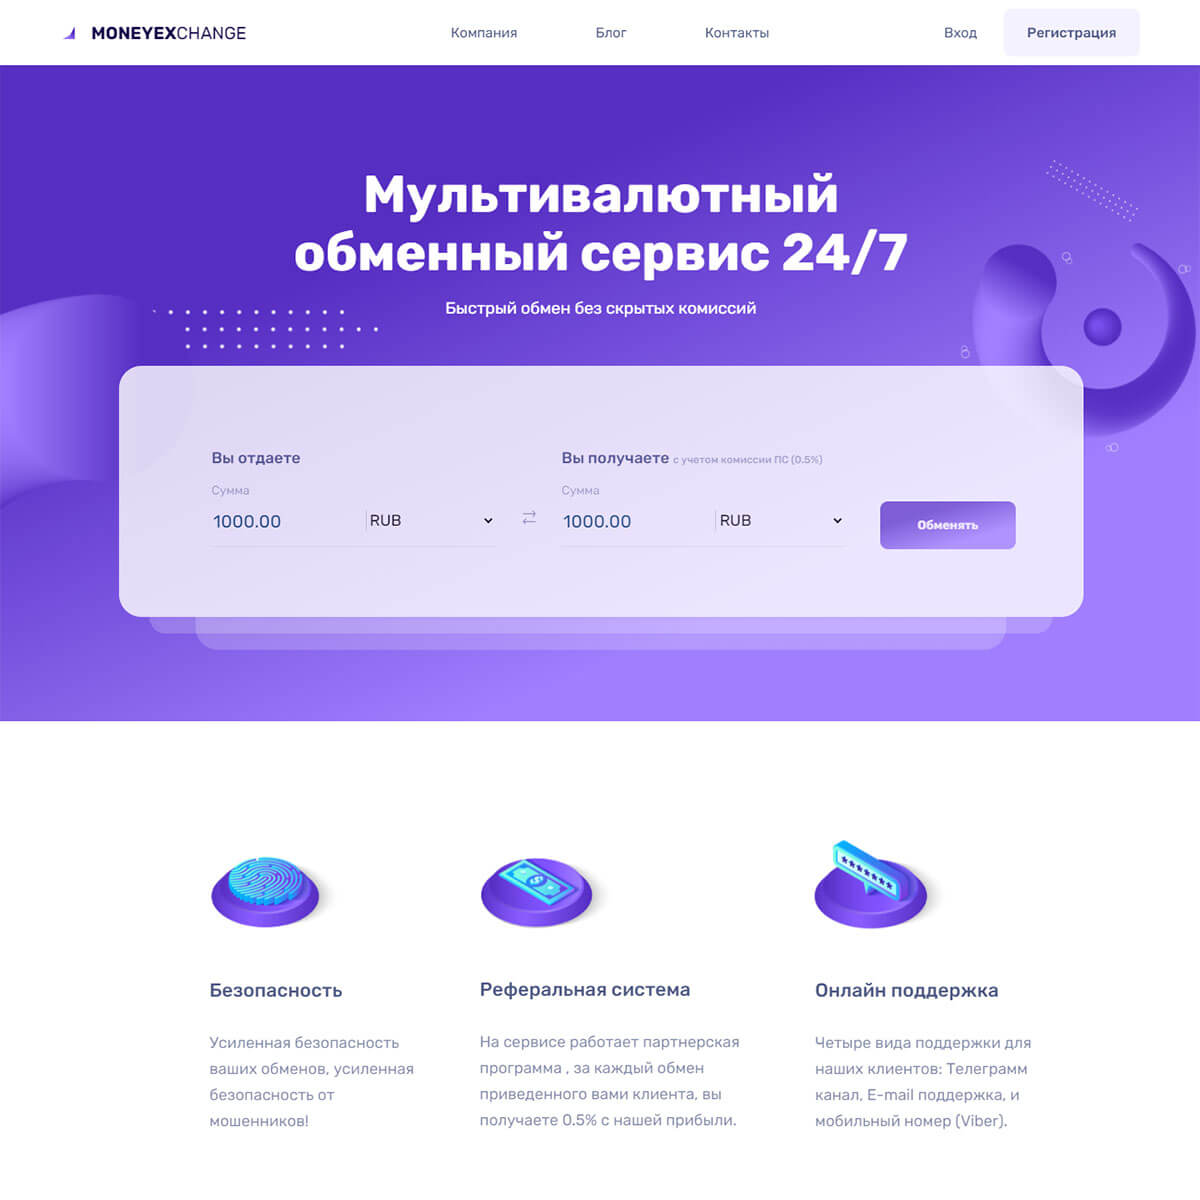 MONEYEXCHANGE
Компания
Блог
Контакты
Вход
Регистрация
Мультивалютный
обменный сервис 24/7
Быстрый обмен без скрытых комиссий
Вы отдаете
Сумма
1000.00
RUB
Вы получаете с учетом комиссии ПС (0.5%)
Сумма
1000.00
RUB
Обменять
Безопасность
Усиленная безопасность
ваших обменов, усиленная
безопасность от
мошенников!
Реферальная система
На сервисе работает партнерская
программа , за каждый обмен
приведенного вами клиента, вы
получаете 0.5% с нашей прибыли.
Онлайн поддержка
Четыре вида поддержки для
наших клиентов: Телеграмм
канал, E-mail поддержка, и
мобильный номер (Viber).